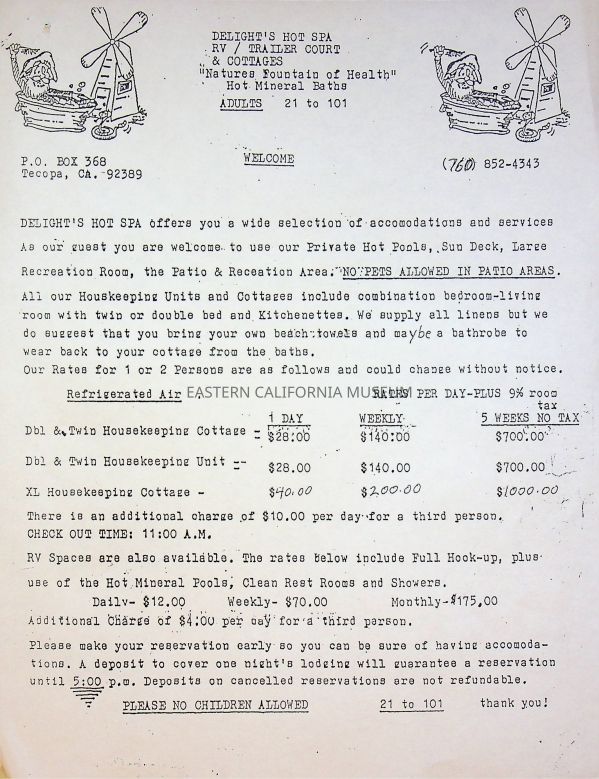 DELIGHT'S HOT SPA
RV / TRAILER COURT
& COTTAGES
"Natures Fountain of Health"
Hot Mineral Baths
ADULTS 21 to 101
P.O. BOX 368
Tecopa, CA. 92389
WELCOME
(760) 852-4343
DELIGHT'S HOT SPA offers you a wide selection of accomodations and services
As our guest you are welcome to use our Private Hot Pools, Sun Deck, Large
Recreation Room, the Patio & Receation Area. NO PETS ALLOWED IN PATIO AREAS.
All our Houskeeping Units and Cottages include combination bedroom-living
room with twin or double bed and Kitchenettes. We supply all linens but we
do suggest that you bring your own beach towels and maybe a bathrobe to
wear back to your cottage from the baths.
Our Rates for 1 or 2 Persons are as follows and could change without notice.
Refrigerated Air EASTERN CALIFORNIA MUSEUM RATES PER DAY-PLUS 9% room
tax
1 DAY WEEKLY 5 WEEKS NO TAX
Dbl & Twin Housekeeping Cottage - $28.00 $140.00 $700.00
Dbl & Twin Housekeeping Unit -- $28.00 $140.00 $700.00
XL Housekeeping Cottage - $40.00 $200.00 $1000.00
There is an additional charge of $10.00 per day for a third person.
CHECK OUT TIME: 11:00 A.M.
RV Spaces are also available. The rates below include Full Hook-up, plus
use of the Hot Mineral Pools, Clean Rest Rooms and Showers.
Daily- $12.00 Weekly- $70.00 Monthly-$175.00
Additional Charge of $4.00 per day for a third person.
Please make your reservation early so you can be sure of having accomoda-
tions. A deposit to cover one night's lodging will guarantee a reservation
until 5:00 p.m. Deposits on cancelled reservations are not refundable.
PLEASE NO CHILDREN ALLOWED 21 to 101 thank you!